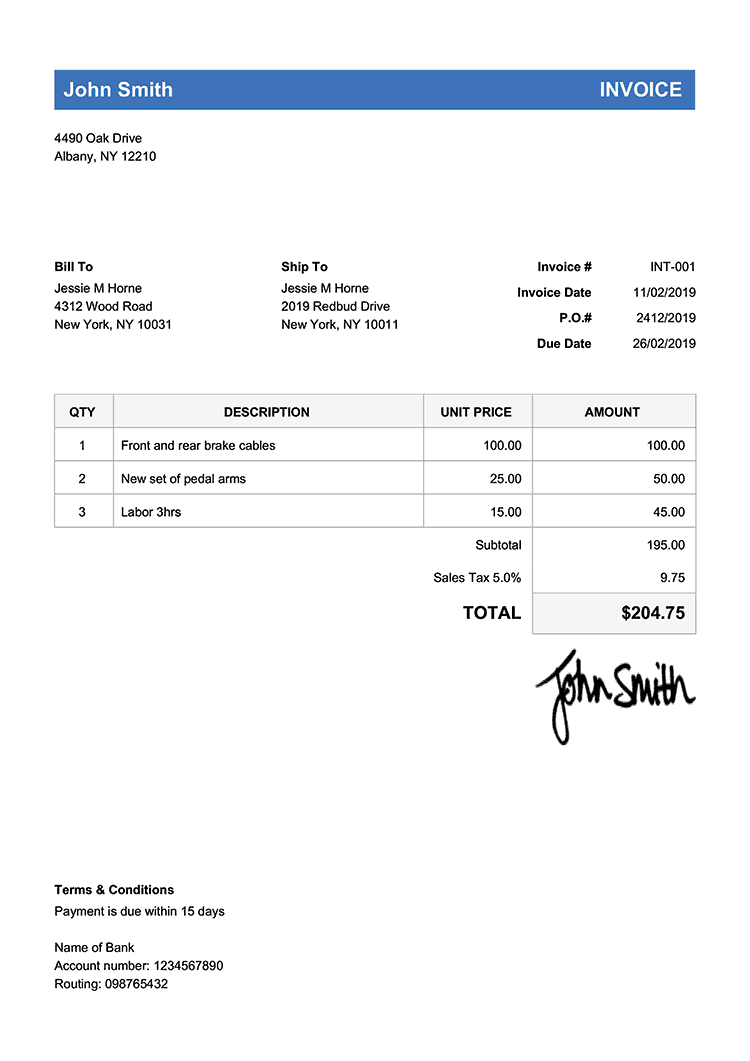 John Smith INVOICE
4490 Oak Drive
Albany, NY 12210
Bill To Ship To Invoice # INT-001
Jessie M Horne Jessie M Horne Invoice Date 11/02/2019
4312 Wood Road 2019 Redbud Drive P.O.# 2412/2019
New York, NY 10031 New York, NY 10011 Due Date 26/02/2019
QTY DESCRIPTION UNIT PRICE AMOUNT
1 Front and rear brake cables 100.00 100.00
2 New set of pedal arms 25.00 50.00
3 Labor 3hrs 15.00 45.00
Subtotal 195.00
Sales Tax 5.0% 9.75
TOTAL $204.75
John Smith
Terms & Conditions
Payment is due within 15 days
Name of Bank
Account number: 1234567890
Routing: 098765432